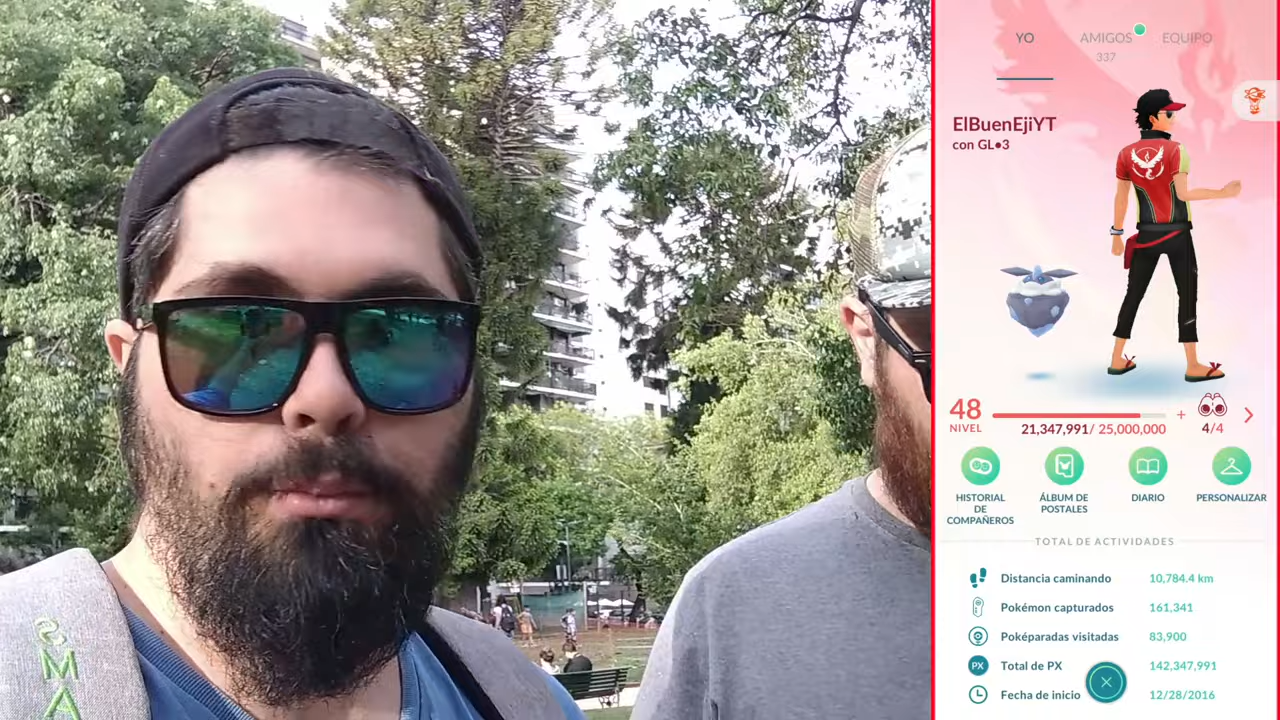 YO
AMIGOS
EQUIPO
337
ElBuenEjiYT
con GL●3
48
NIVEL
21,347,991/ 25,000,000
+
4/4
HISTORIAL
DE
COMPAÑEROS
ÁLBUM DE
POSTALES
DIARIO
PERSONALIZAR
TOTAL DE ACTIVIDADES
Distancia caminando 10,784.4 km
Pokémon capturados 161,341
Poképaradas visitadas 83,900
PX Total de PX 142,347,991
Fecha de inicio 12/28/2016
S
M
A